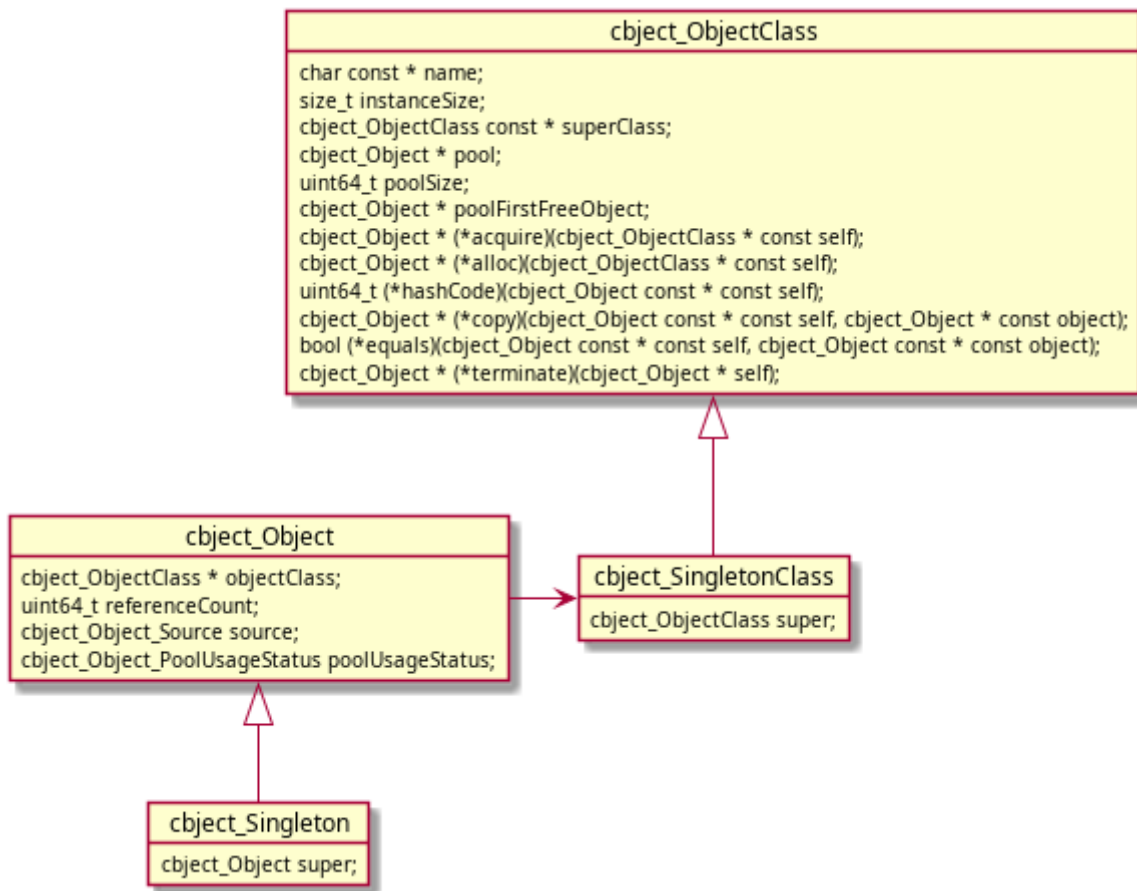 cbject_ObjectClass
char const * name;
size_t instanceSize;
cbject_ObjectClass const * superClass;
cbject_Object * pool;
uint64_t poolSize;
cbject_Object * poolFirstFreeObject;
cbject_Object * (*acquire)(cbject_ObjectClass * const self);
cbject_Object * (*alloc)(cbject_ObjectClass * const self);
uint64_t (*hashCode)(cbject_Object const * const self);
cbject_Object * (*copy)(cbject_Object const * const self, cbject_Object * const object);
bool (*equals)(cbject_Object const * const self, cbject_Object const * const object);
cbject_Object * (*terminate)(cbject_Object * self);
cbject_Object
cbject_ObjectClass * objectClass;
uint64_t referenceCount;
cbject_Object_Source source;
cbject_Object_PoolUsageStatus poolUsageStatus;
cbject_SingletonClass
cbject_ObjectClass super;
cbject_Singleton
cbject_Object super;